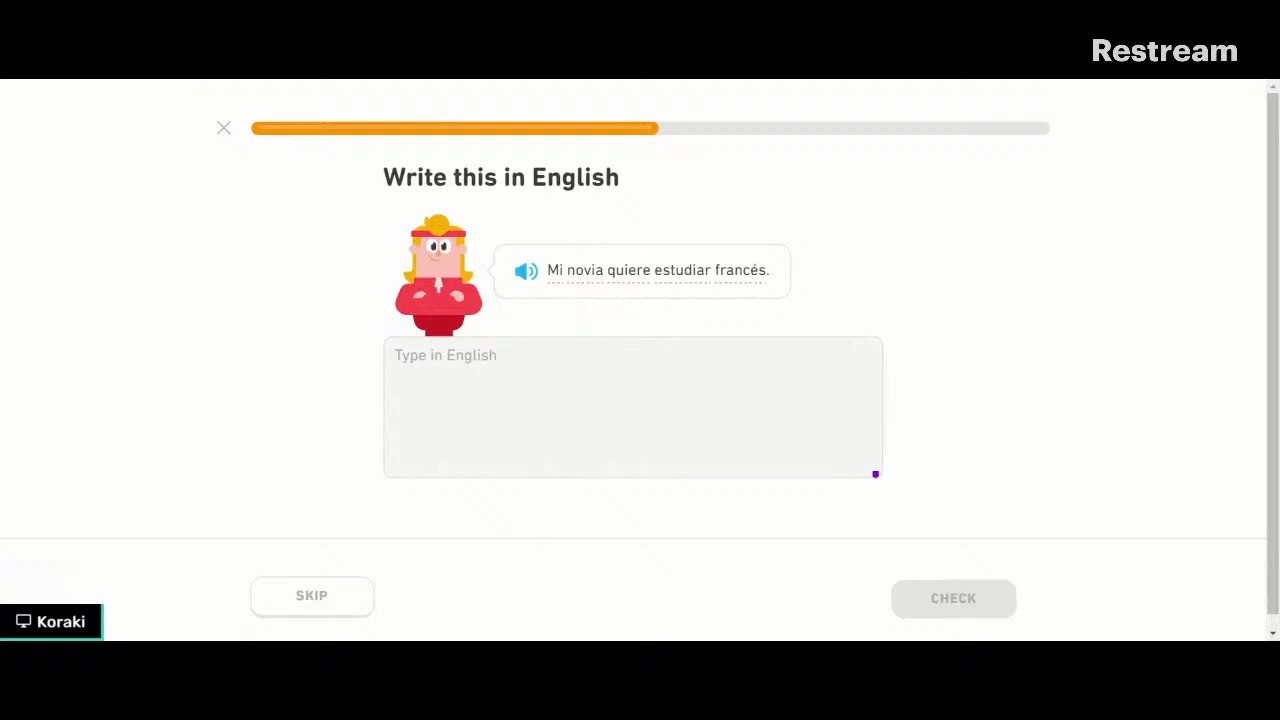 Restream
Write this in English
Mi novia quiere estudiar francés.
Type in English
SKIP
CHECK
Koraki